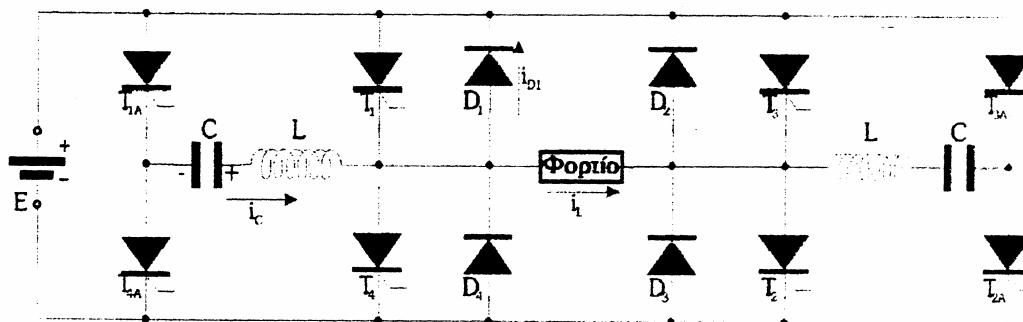 T1A
T1
D1
iD1
D2
T3
T3A
C
L
L
C
+
-
E
-
+
iC
Φορτίο
iL
T4A
T4
D4
D3
T2
T2A